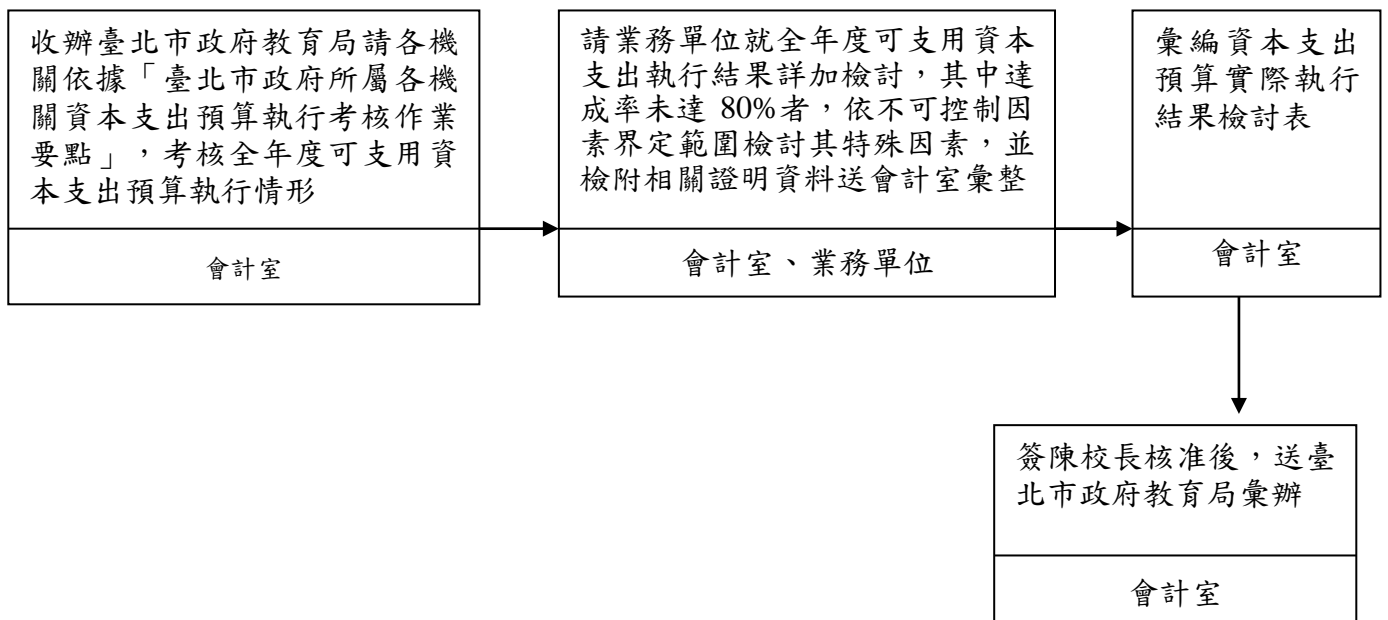 收辦臺北市政府教育局請各機
關依據「臺北市政府所屬各機
關資本支出預算執行考核作業
要點」，考核全年度可支用資
本支出預算執行情形
會計室
請業務單位就全年度可支用資本
支出執行結果詳加檢討，其中達
成率未達 80%者，依不可控制因
素界定範圍檢討其特殊因素，並
檢附相關證明資料送會計室彙整
會計室、業務單位
彙編資本支出
預算實際執行
結果檢討表
會計室
簽陳校長核准後，送臺
北市政府教育局彙辦
會計室